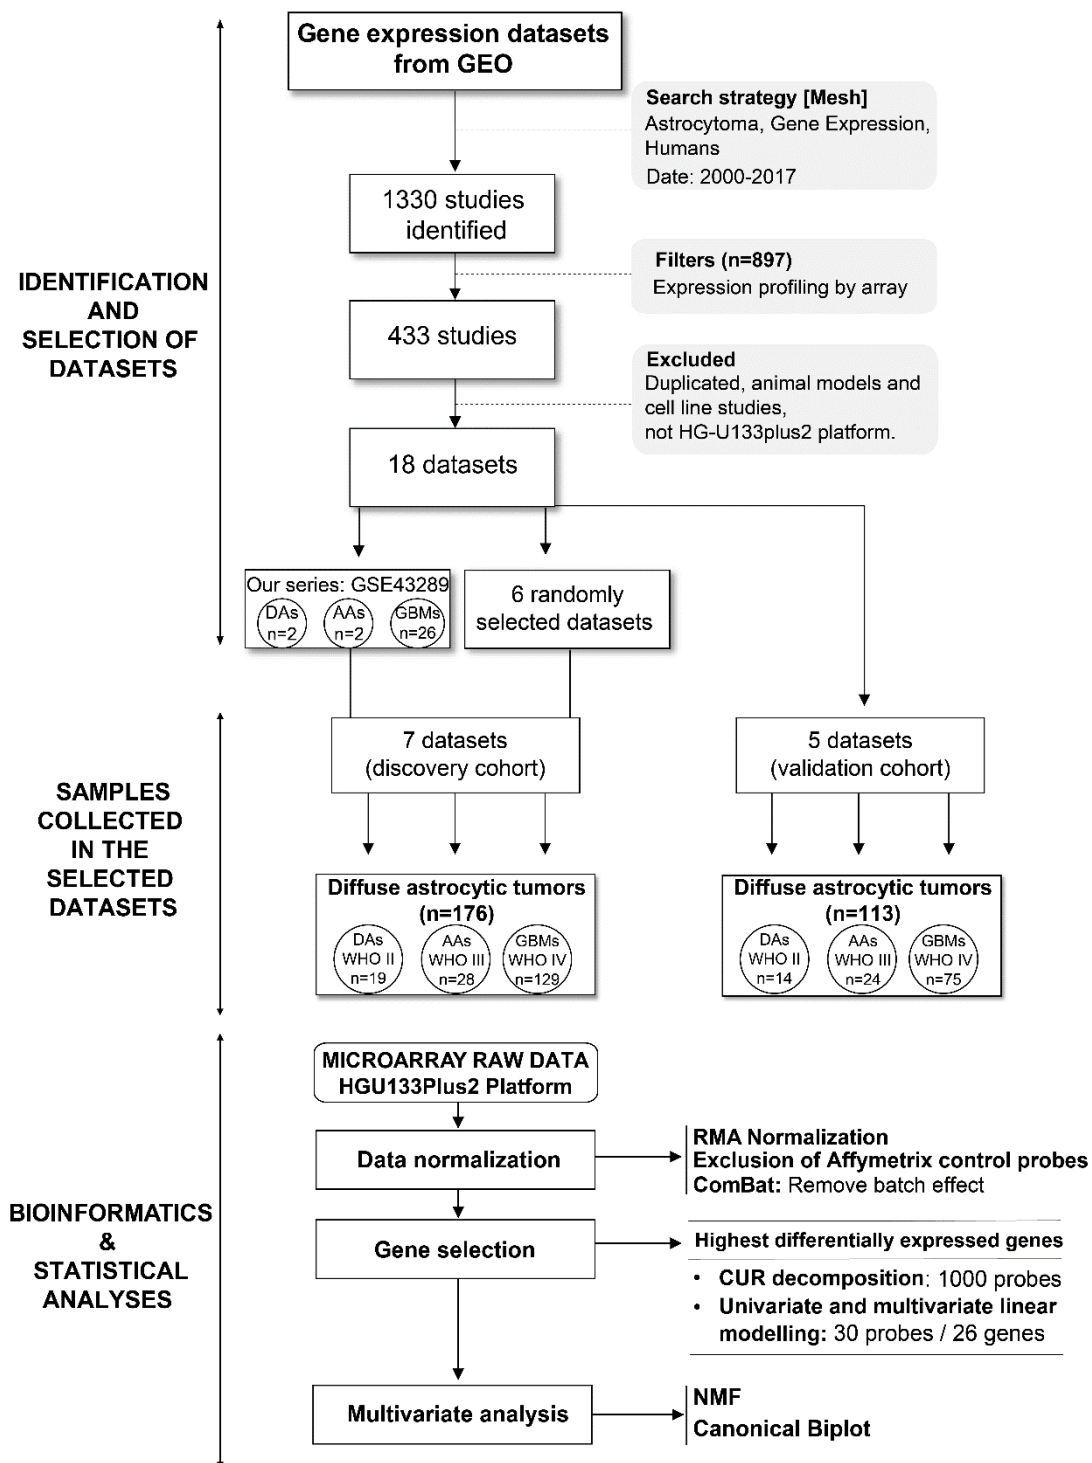 Gene expression datasets
from GEO
Search strategy [Mesh]
Astrocytoma, Gene Expression,
Humans
Date: 2000-2017
1330 studies
identified
Filters (n=897)
Expression profiling by array
433 studies
Excluded
Duplicated, animal models and
cell line studies,
not HG-U133plus2 platform.
18 datasets
IDENTIFICATION
AND
SELECTION OF
DATASETS
Our series: GSE43289
DAs
n=2
AAs
n=2
GBMs
n=26
6 randomly
selected datasets
SAMPLES
COLLECTED
IN THE
SELECTED
DATASETS
7 datasets
(discovery cohort)
5 datasets
(validation cohort)
Diffuse astrocytic tumors
(n=176)
DAs
WHO II
n=19
AAs
WHO III
n=28
GBMs
WHO IV
n=129
Diffuse astrocytic tumors
(n=113)
DAs
WHO II
n=14
AAs
WHO III
n=24
GBMs
WHO IV
n=75
BIOINFORMATICS
&
STATISTICAL
ANALYSES
MICROARRAY RAW DATA
HGU133Plus2 Platform
Data normalization
RMA Normalization
Exclusion of Affymetrix control probes
ComBat: Remove batch effect
Gene selection
Highest differentially expressed genes
• CUR decomposition: 1000 probes
• Univariate and multivariate linear
modelling: 30 probes / 26 genes
Multivariate analysis
NMF
Canonical Biplot